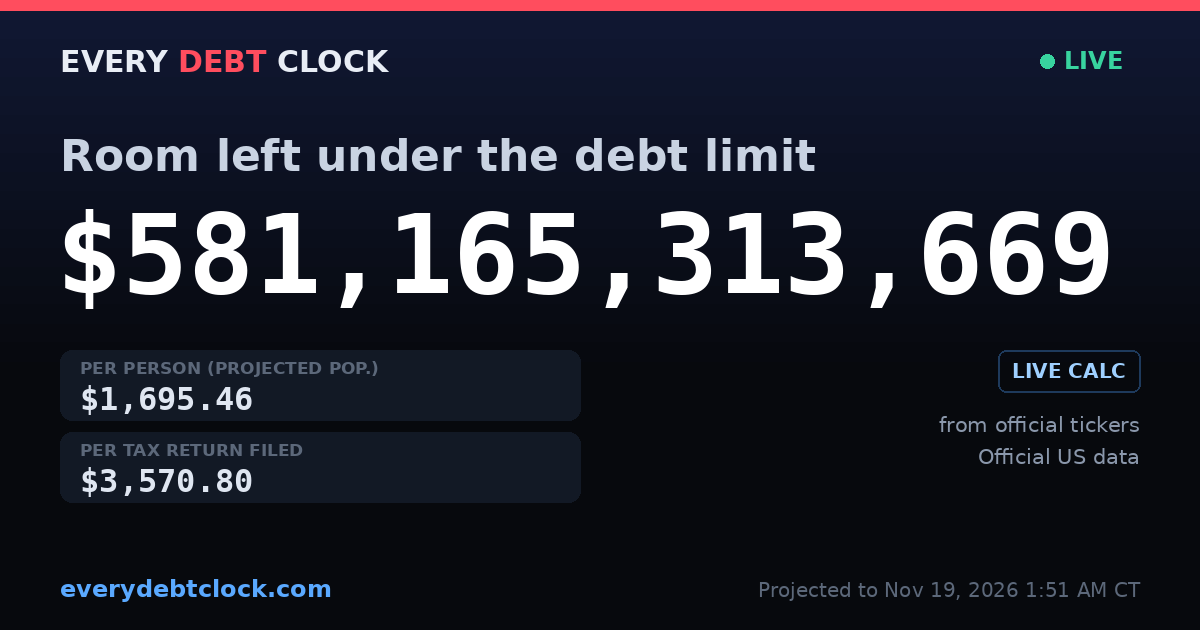 EVERY DEBT CLOCK
LIVE
Room left under the debt limit
$581,165,313,669
PER PERSON (PROJECTED POP.)
$1,695.46
PER TAX RETURN FILED
$3,570.80
LIVE CALC
from official tickers
Official US data
everydebtclock.com
Projected to Nov 19, 2026 1:51 AM CT